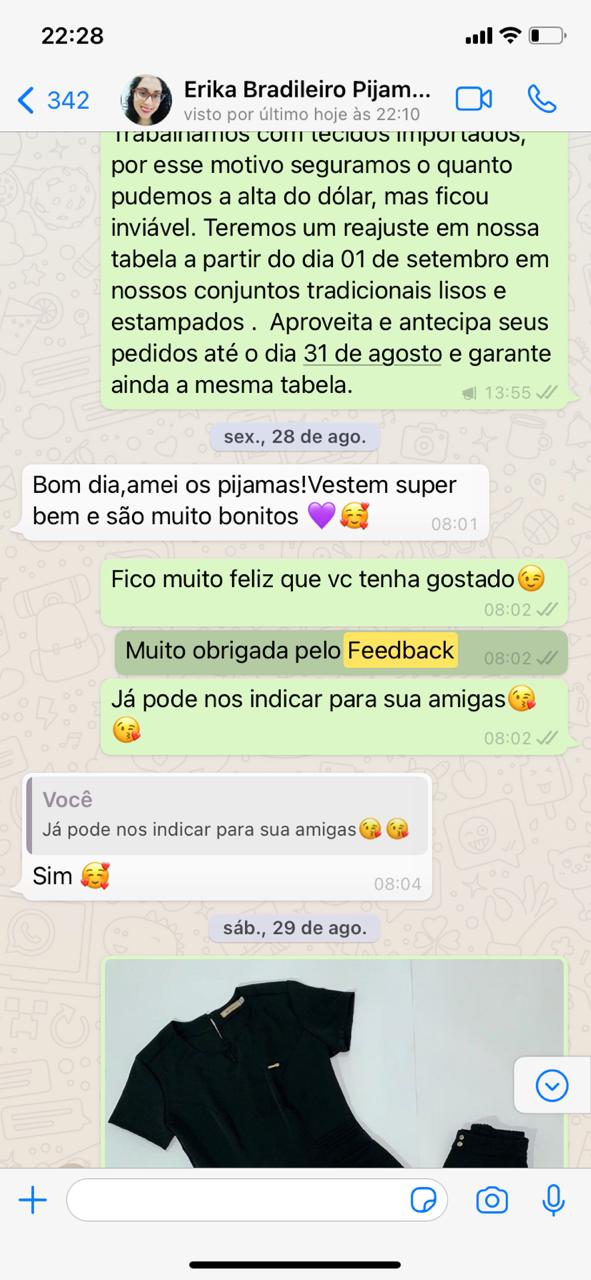 22:28
342
Erika Bradileiro Pijam...
visto por último hoje às 22:10
Trabalhamos com tecidos importados,
por esse motivo seguramos o quanto
pudemos a alta do dólar, mas ficou
inviável. Teremos um reajuste em nossa
tabela a partir do dia 01 de setembro em
nossos conjuntos tradicionais lisos e
estampados .  Aproveita e antecipa seus
pedidos até o dia 31 de agosto e garante
ainda a mesma tabela.
13:55
sex., 28 de ago.
Bom dia,amei os pijamas!Vestem super
bem e são muito bonitos 💜🥰
08:01
Fico muito feliz que vc tenha gostado😉
08:02
Muito obrigada pelo Feedback
08:02
Já pode nos indicar para sua amigas😘
😘
08:02
Você
Já pode nos indicar para sua amigas😘😘
Sim 🥰
08:04
sáb., 29 de ago.